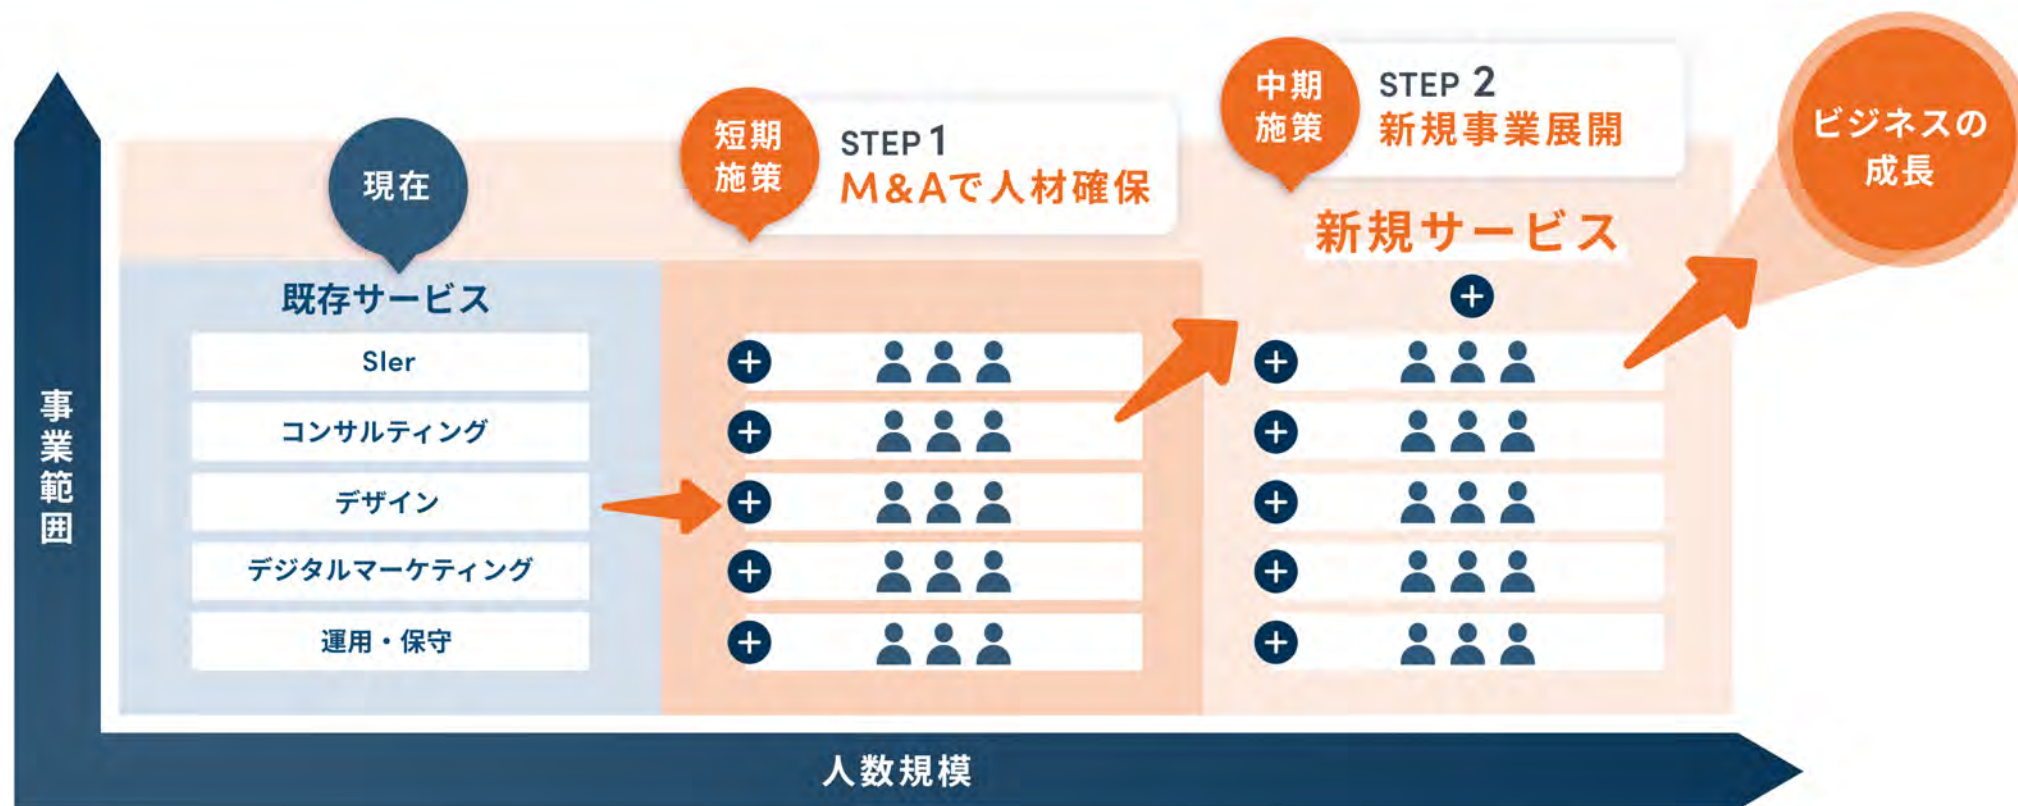 現在
短期
施策
STEP 1
M&Aで人材確保
中期
施策
STEP 2
新規事業展開
ビジネスの
成長
既存サービス
SIer
コンサルティング
デザイン
デジタルマーケティング
運用・保守
新規サービス
事業範囲
人数規模